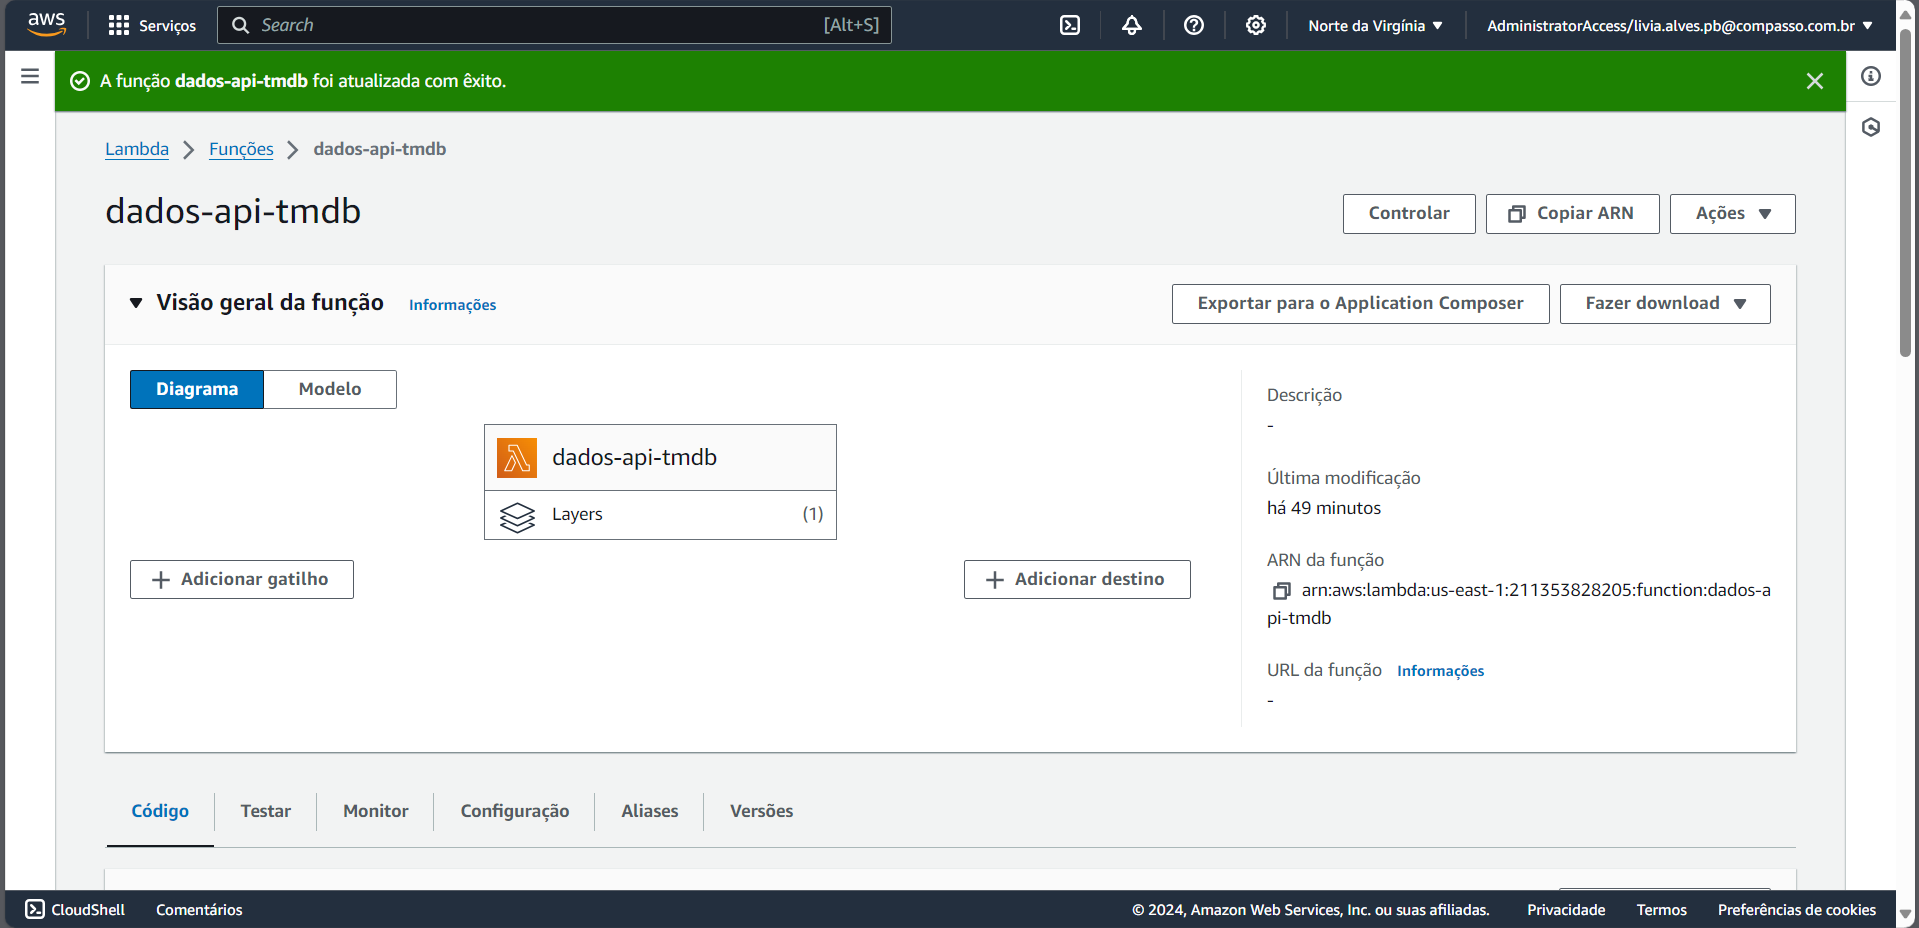 aws
Serviços
Search
[Alt+S]
Norte da Virgínia
AdministratorAccess/livia.alves.pb@compasso.com.br
A função dados-api-tmdb foi atualizada com êxito.
Lambda
Funções
dados-api-tmdb
dados-api-tmdb
Controlar
Copiar ARN
Ações
Visão geral da função
Informações
Exportar para o Application Composer
Fazer download
Diagrama
Modelo
dados-api-tmdb
Layers
(1)
Adicionar gatilho
Adicionar destino
Descrição
-
Última modificação
há 49 minutos
ARN da função
arn:aws:lambda:us-east-1:211353828205:function:dados-a
pi-tmdb
URL da função
Informações
-
Código
Testar
Monitor
Configuração
Aliases
Versões
CloudShell
Comentários
© 2024, Amazon Web Services, Inc. ou suas afiliadas.
Privacidade
Termos
Preferências de cookies